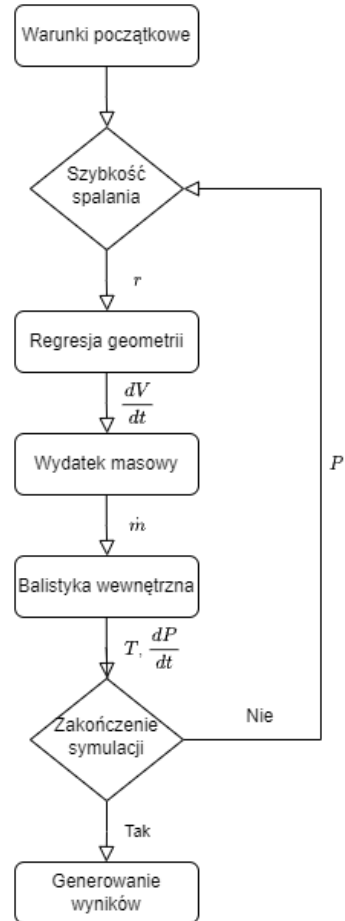 Warunki początkowe
Szybkość
spalania
r
Regresja geometrii
dV
dt
Wydatek masowy
ṁ
Balistyka wewnętrzna
T, dP
dt
Zakończenie
symulacji
Nie
P
Tak
Generowanie
wyników